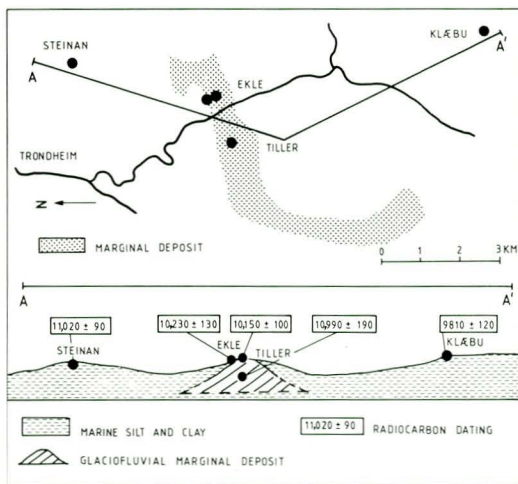 STEINAN
KLÆBU
A'
A
EKLE
TILLER
TRONDHEIM
N
MARGINAL DEPOSIT
0 1 2 3 KM
A A'
11,020 ± 90
10,230 ± 130
10,150 ± 100
10,990 ± 190
9810 ± 120
STEINAN
EKLE
TILLER
KLÆBU
MARINE SILT AND CLAY
11,020 ± 90 RADIOCARBON DATING
GLACIOFLUVIAL MARGINAL DEPOSIT